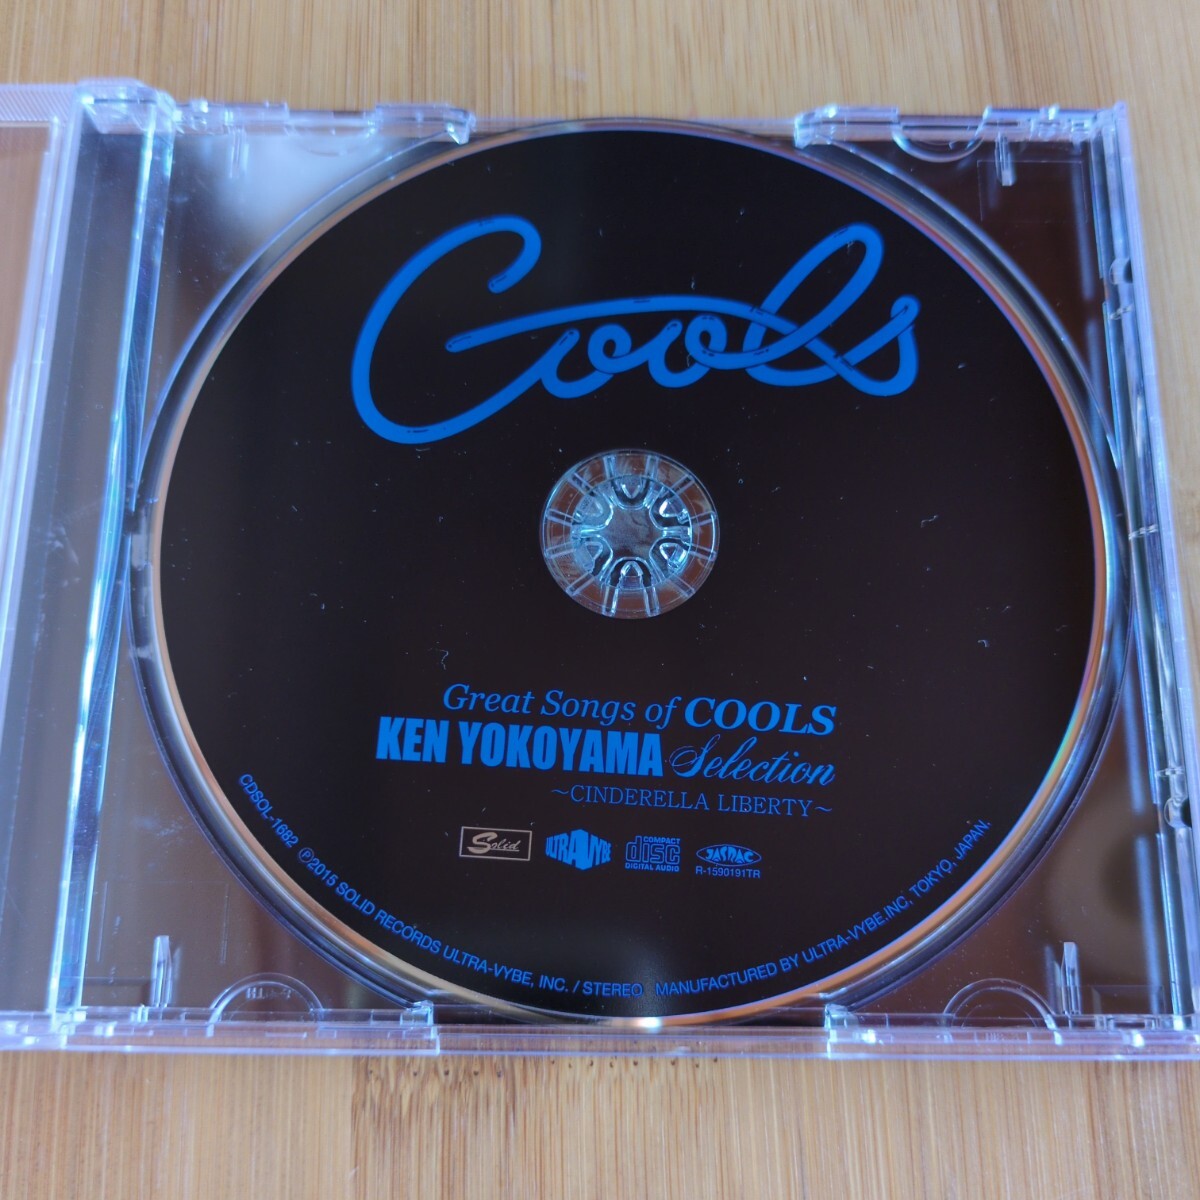 Cools
Great Songs of COOLS
KEN YOKOYAMA Selection
~CINDERELLA LIBERTY~
Solid
ULTRA-VYBE
COMPACT
disc
DIGITAL AUDIO
JASRAC
R-1590191TR
CDSOL-1682 Ⓟ2015 SOLID RECORDS ULTRA-VYBE, INC. / STEREO MANUFACTURED BY ULTRA-VYBE.INC, TOKYO, JAPAN.